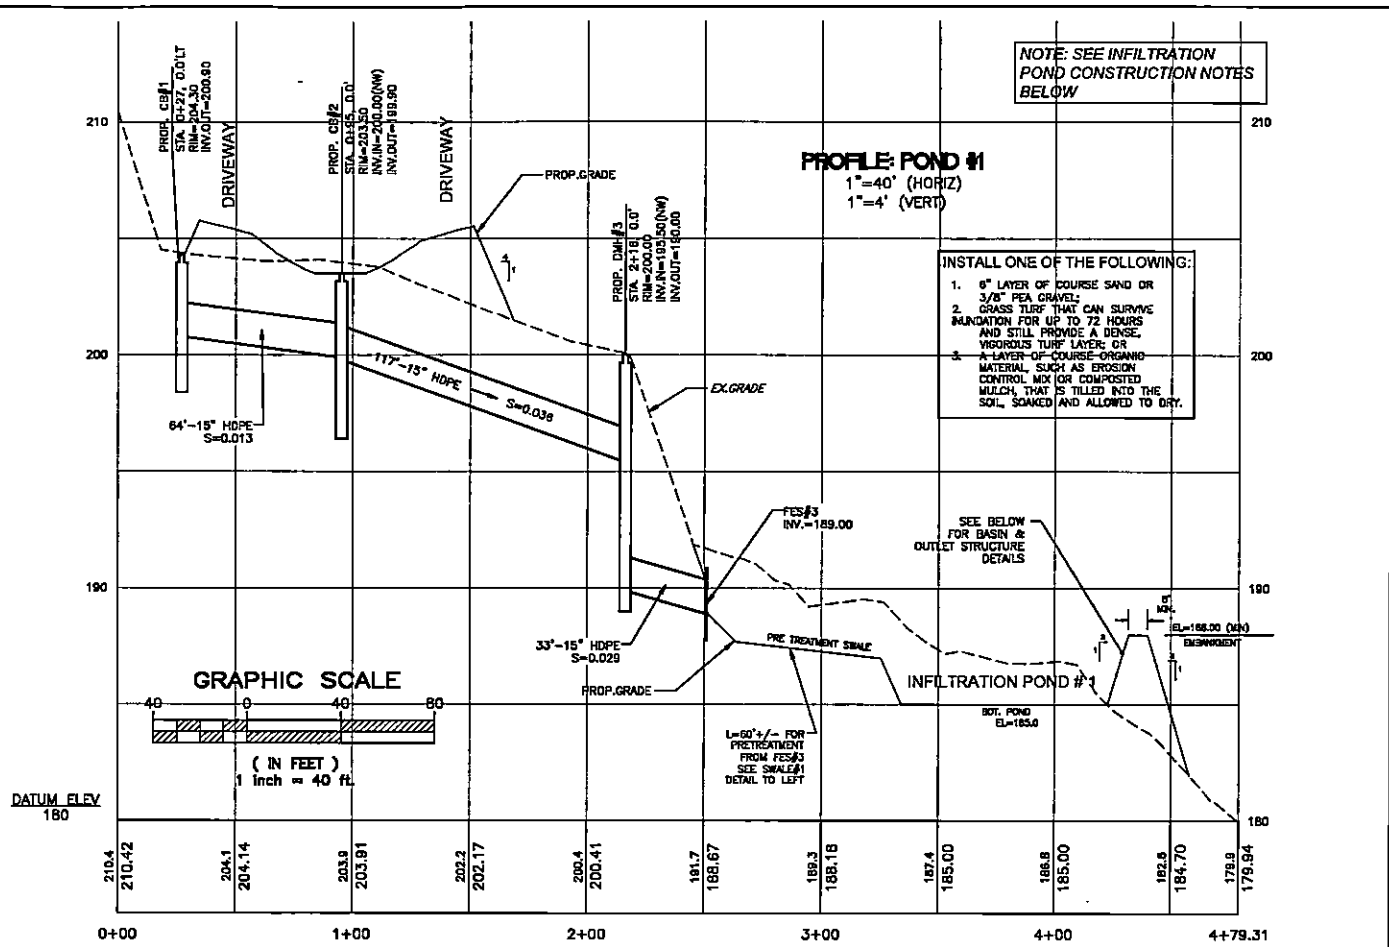 NOTE: SEE INFILTRATION
POND CONSTRUCTION NOTES
BELOW
PROP. CB#1
STA. 0+27, 0.0'LT
RIM=204.30
INV.OUT=200.90
DRIVEWAY
PROP. CB#2
STA. 0+95, 0.0'
RIM=203.50
INV.IN=200.00(NW)
INV.OUT=199.90
DRIVEWAY
210
210
PROP.GRADE
PROFILE: POND #1
1"=40' (HORIZ)
1"=4' (VERT)
PROP. DMH#3
STA. 2+18, 0.0'
RIM=200.00
INV.IN=195.50(NW)
INV.OUT=190.00
4
1
INSTALL ONE OF THE FOLLOWING:
1. 6" LAYER OF COURSE SAND OR
3/8" PEA GRAVEL;
2. GRASS TURF THAT CAN SURVIVE
INUNDATION FOR UP TO 72 HOURS
AND STILL PROVIDE A DENSE,
VIGOROUS TURF LAYER; OR
3. A LAYER OF COURSE ORGANIC
MATERIAL, SUCH AS EROSION
CONTROL MIX OR COMPOSTED
MULCH, THAT IS TILLED INTO THE
SOIL, SOAKED AND ALLOWED TO DRY.
200
200
117'-15" HDPE
S=0.038
EX.GRADE
64'-15" HDPE
S=0.013
FES#3
INV.=189.00
SEE BELOW
FOR BASIN &
OUTLET STRUCTURE
DETAILS
190
190
MIN.
EL=188.00 (MIN)
EMBANKMENT
3
1
1
33'-15" HDPE
S=0.029
PRE TREATMENT SWALE
PROP.GRADE
INFILTRATION POND # 1
BOT. POND
EL=185.0
L=60'+/- FOR
PRETREATMENT
FROM FES#3
SEE SWALE#1
DETAIL TO LEFT
GRAPHIC SCALE
40 0 40 80
( IN FEET )
1 inch = 40 ft.
DATUM ELEV
180
180
210.4
210.42
204.1
204.14
203.9
203.91
202.2
202.17
200.4
200.41
191.7
188.67
189.3
188.18
187.4
185.00
186.8
185.00
182.8
184.70
179.9
179.94
0+00 1+00 2+00 3+00 4+00 4+79.31